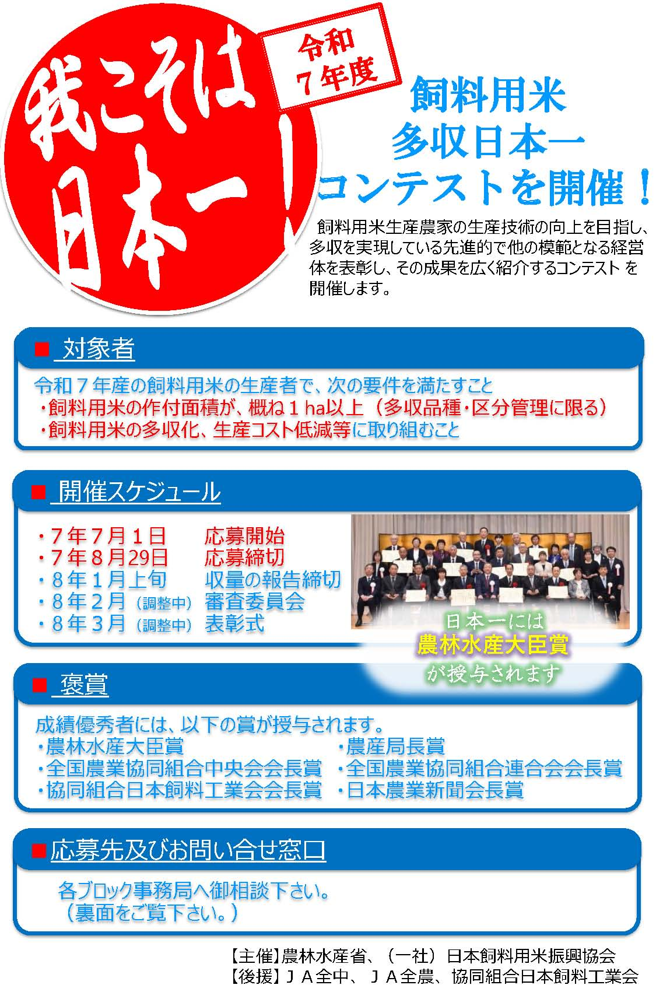 我こそは
日本一！
令和
７年度
飼料用米
多収日本一
コンテストを開催！
飼料用米生産農家の生産技術の向上を目指し、
多収を実現している先進的で他の模範となる経営
体を表彰し、その成果を広く紹介するコンテスト を
開催します。
■ 対象者
令和７年産の飼料用米の生産者で、次の要件を満たすこと
・飼料用米の作付面積が、概ね１ha以上（多収品種・区分管理に限る）
・飼料用米の多収化、生産コスト低減等に取り組むこと
■ 開催スケジュール
・７年７月１日 応募開始
・７年８月29日 応募締切
・８年１月上旬 収量の報告締切
・８年２月（調整中） 審査委員会
・８年３月（調整中） 表彰式
日本一には
農林水産大臣賞
が授与されます
■ 褒賞
成績優秀者には、以下の賞が授与されます。
・農林水産大臣賞 ・農産局長賞
・全国農業協同組合中央会会長賞 ・全国農業協同組合連合会会長賞
・協同組合日本飼料工業会会長賞 ・日本農業新聞会長賞
■応募先及びお問い合せ窓口
各ブロック事務局へ御相談下さい。
（裏面をご覧下さい。）
【主催】農林水産省、（一社）日本飼料用米振興協会
【後援】ＪＡ全中、ＪＡ全農、協同組合日本飼料工業会